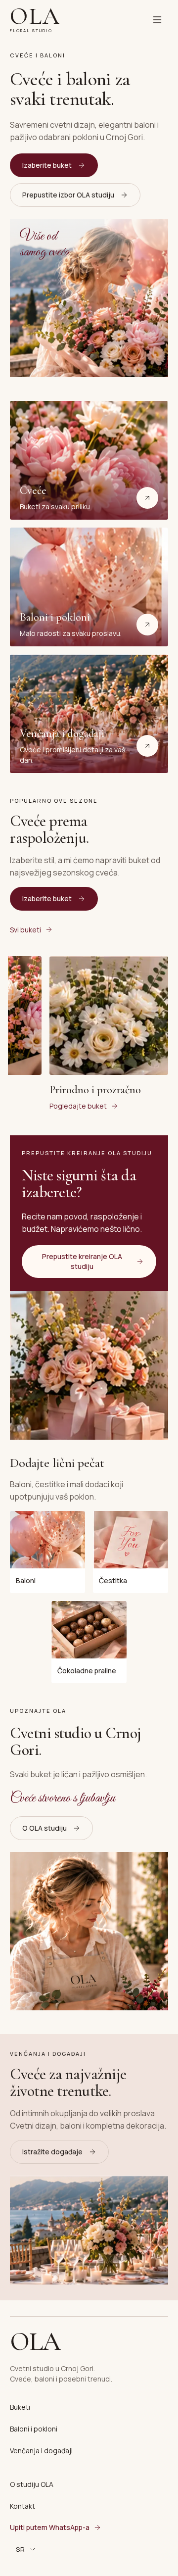 OLA
FLORAL STUDIO
CVEĆE I BALONI
Cveće i baloni za
svaki trenutak.
Savremeni cvetni dizajn, elegantni baloni i
pažljivo odabrani pokloni u Crnoj Gori.
Izaberite buket
Prepustite izbor OLA studiju
Više od
samog cveća
Cveće
Buketi za svaku priliku.
Baloni i pokloni
Malo radosti za svaku proslavu.
Venčanja i događaji
Cveće i promišljeni detalji za vaš
dan.
POPULARNO OVE SEZONE
Cveće prema
raspoloženju.
Izaberite stil, a mi ćemo napraviti buket od
najsvežijeg sezonskog cveća.
Izaberite buket
Svi buketi
Prirodno i prozračno
Pogledajte buket
PREPUSTITE KREIRANJE OLA STUDIJU
Niste sigurni šta da
izaberete?
Recite nam povod, raspoloženje i
budžet. Napravićemo nešto lično.
Prepustite kreiranje OLA
studiju
Dodajte lični pečat
Baloni, čestitke i mali dodaci koji
upotpunjuju vaš poklon.
For
You
Baloni
Čestitka
Čokoladne praline
UPOZNAJTE OLA
Cvetni studio u Crnoj
Gori.
Svaki buket je ličan i pažljivo osmišljen.
Cveće stvoreno s ljubavlju
O OLA studiju
OLA
VENČANJA I DOGAĐAJI
Cveće za najvažnije
životne trenutke.
Od intimnih okupljanja do velikih proslava.
Cvetni dizajn, baloni i kompletna dekoracija.
Istražite događaje
OLA
Cvetni studio u Crnoj Gori.
Cveće, baloni i posebni trenuci.
Buketi
Baloni i pokloni
Venčanja i događaji
O studiju OLA
Kontakt
Upiti putem WhatsApp-a
SR